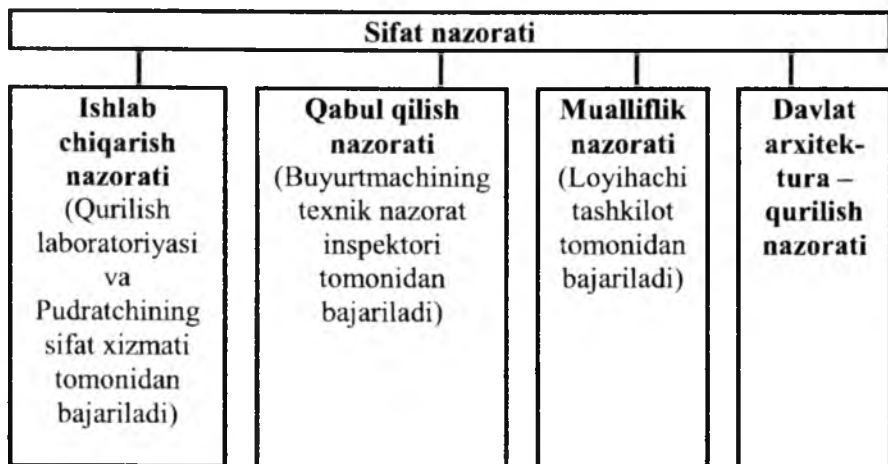 Sifat nazorati
Ishlab
chiqarish
nazorati
(Qurilish
laboratoriyasi
va
Pudratchining
sifat xizmati
tomonidan
bajariladi)
Qabul qilish
nazorati
(Buyurtmachining
texnik nazorat
inspektori
tomonidan
bajariladi)
Mualliflik
nazorati
(Loyihachi
tashkilot
tomonidan
bajariladi)
Davlat
arxitek-
tura –
qurilish
nazorati